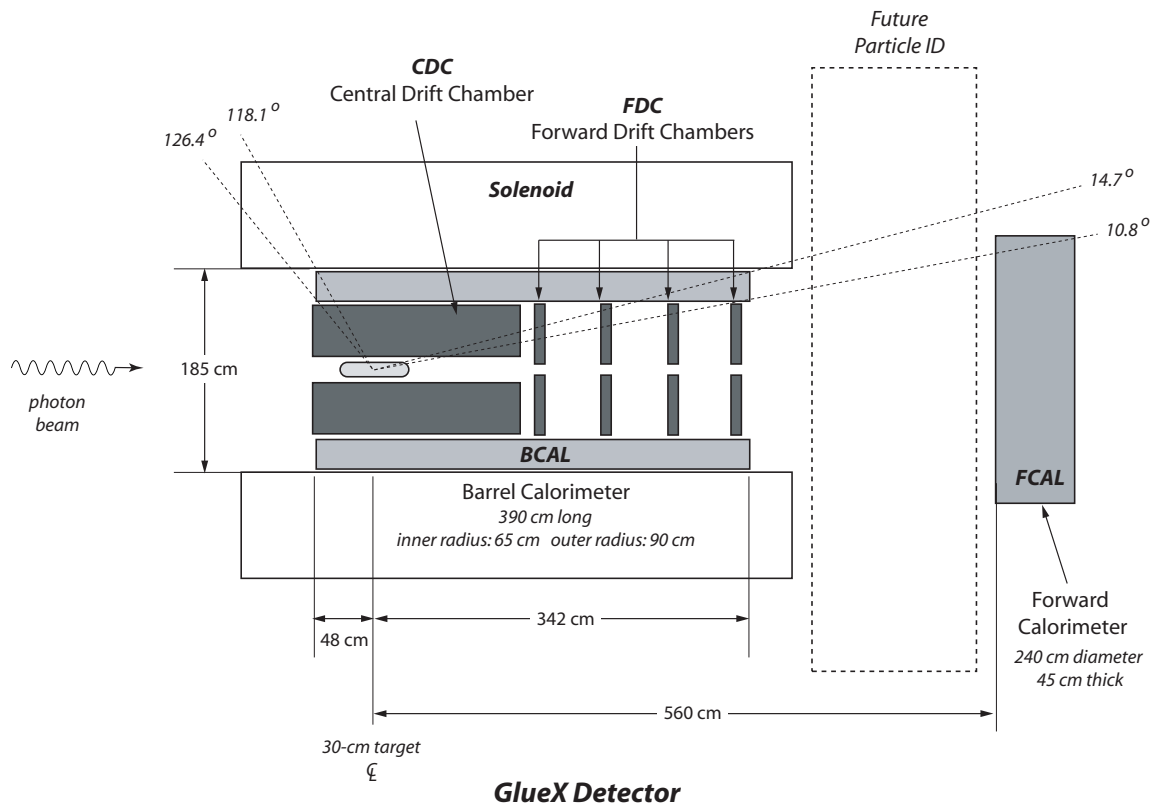 Future
Particle ID
CDC
Central Drift Chamber
FDC
Forward Drift Chambers
118.1 o
126.4 o
14.7 o
10.8 o
Solenoid
185 cm
photon
beam
BCAL
Barrel Calorimeter
390 cm long
inner radius: 65 cm outer radius: 90 cm
FCAL
Forward
Calorimeter
240 cm diameter
45 cm thick
342 cm
48 cm
560 cm
30-cm target
℄
GlueX Detector